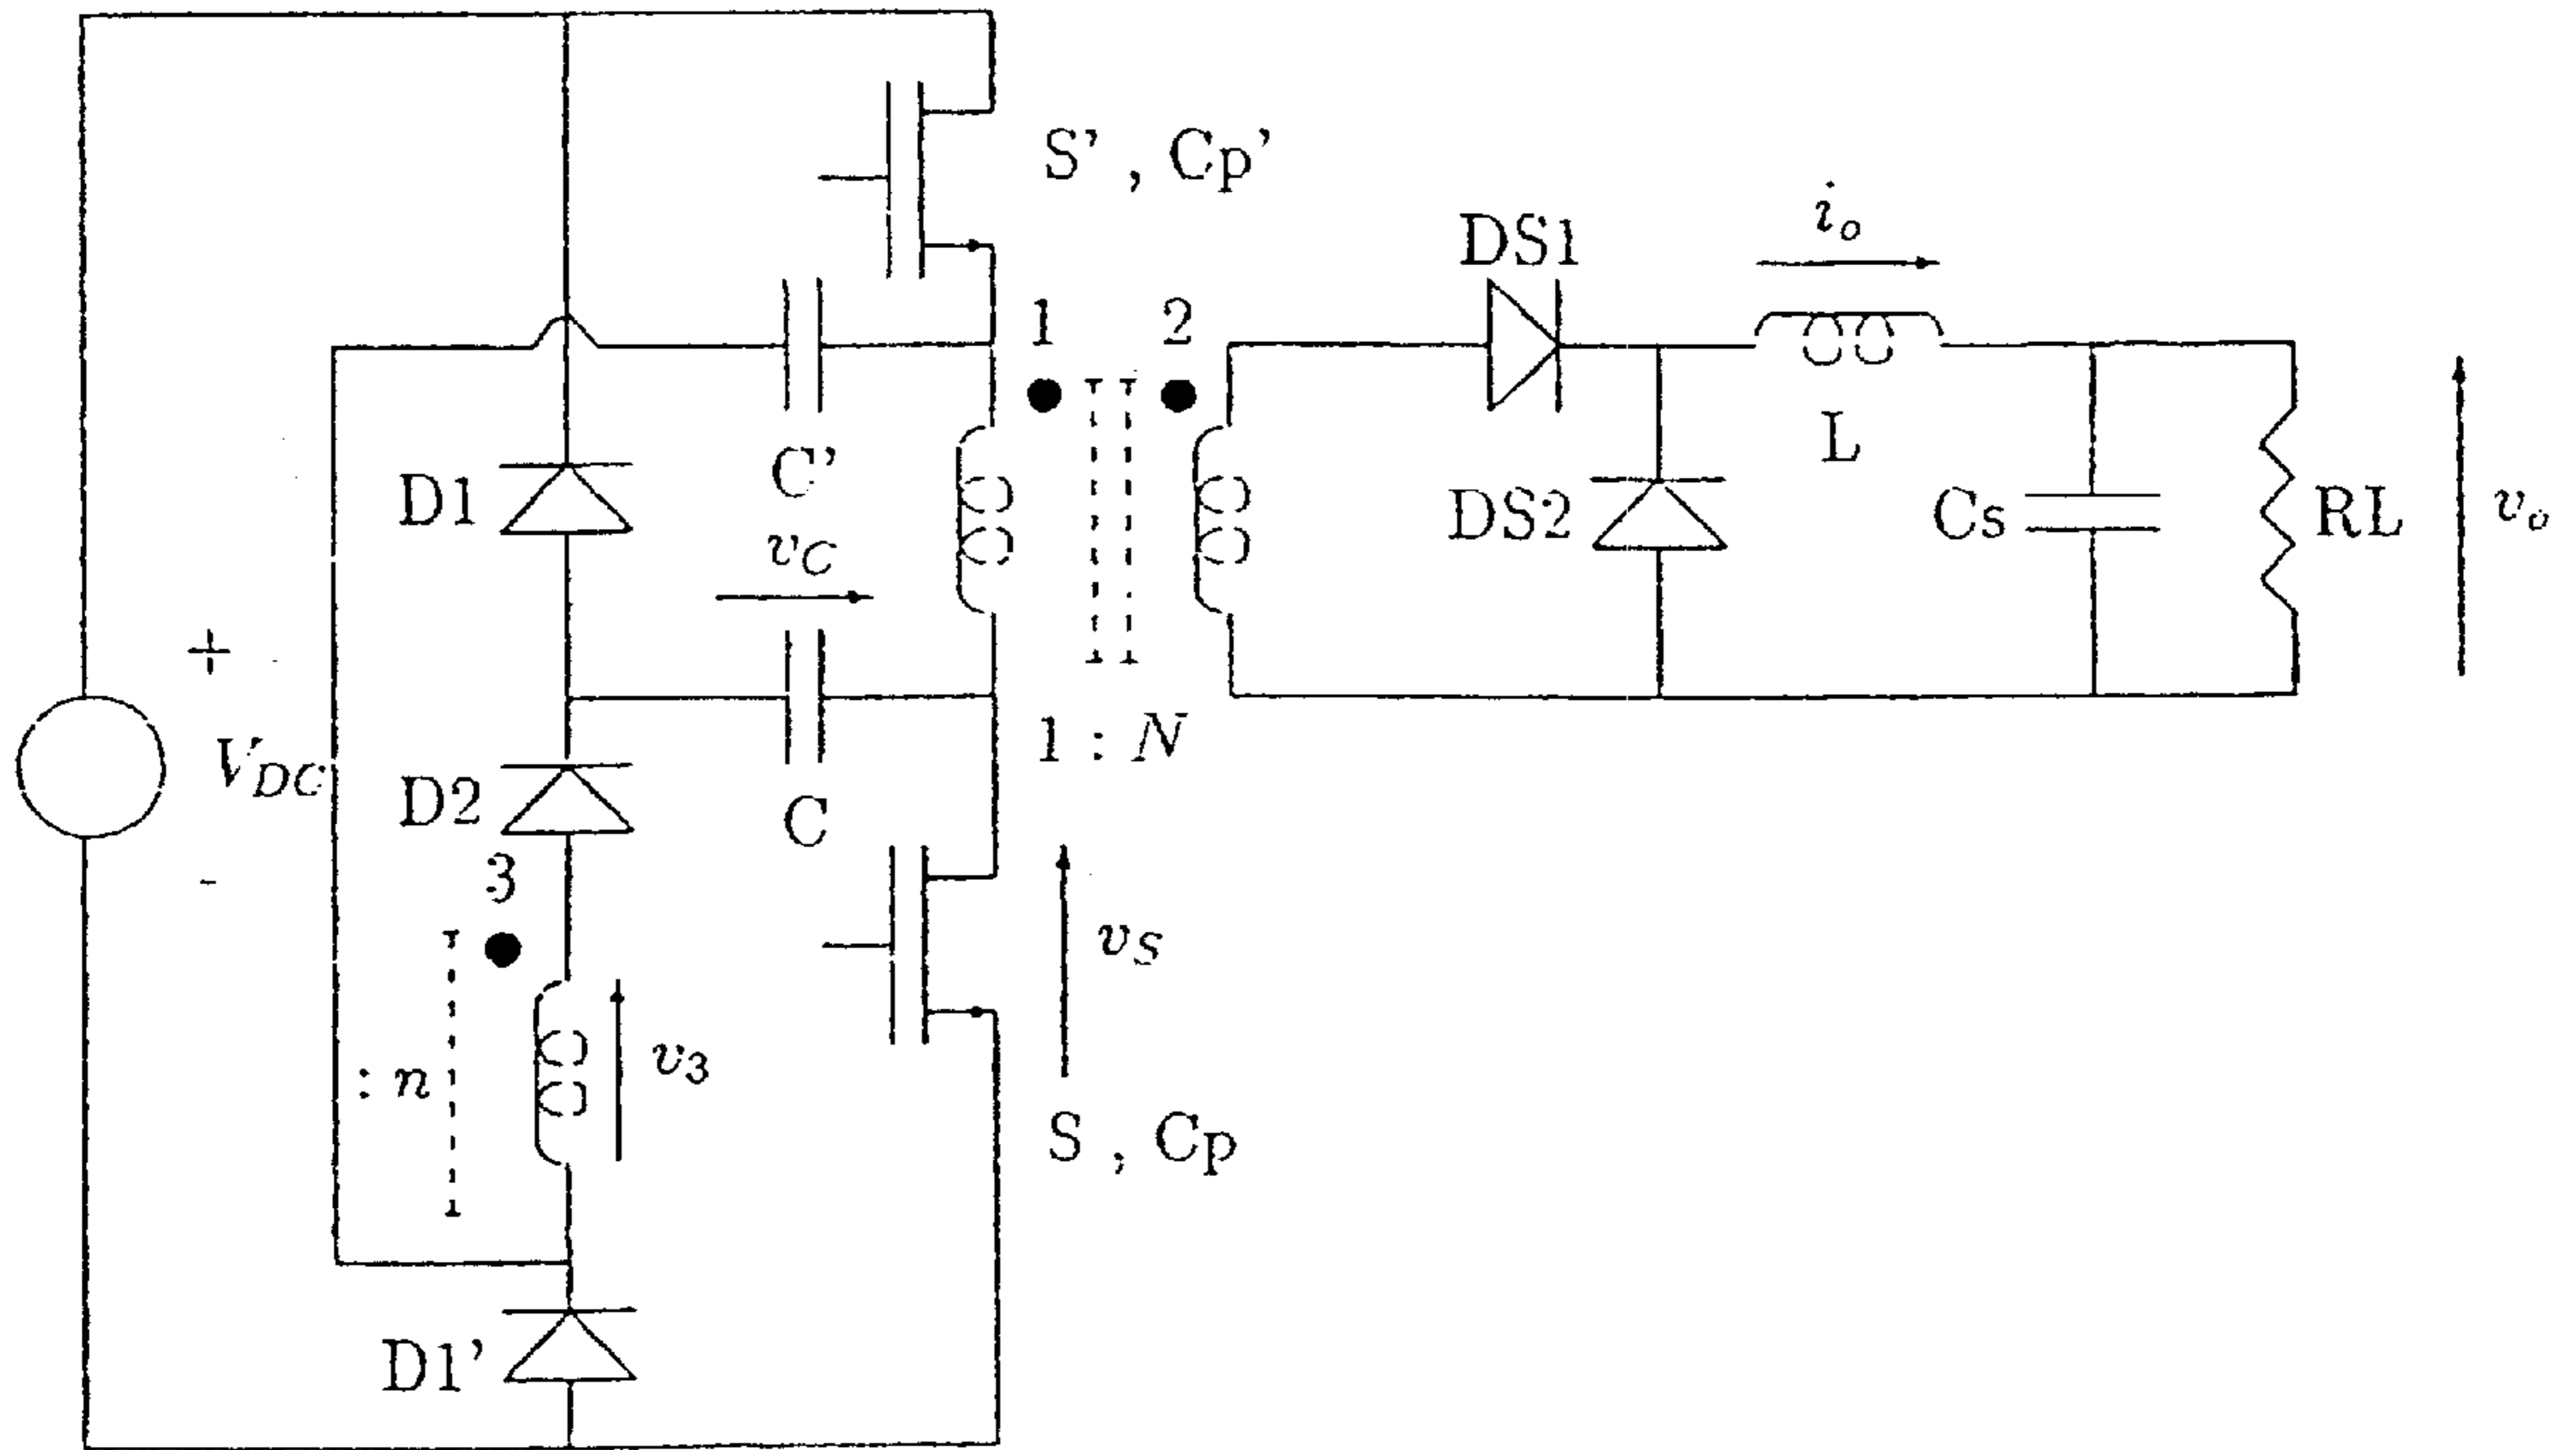 S' , Cp'
i_o
DS1
1
2
C'
L
D1
v_C
DS2
Cs
RL
v_o
+
V_DC
-
D2
C
1 : N
3
v_S
: n
v_3
S , Cp
D1'